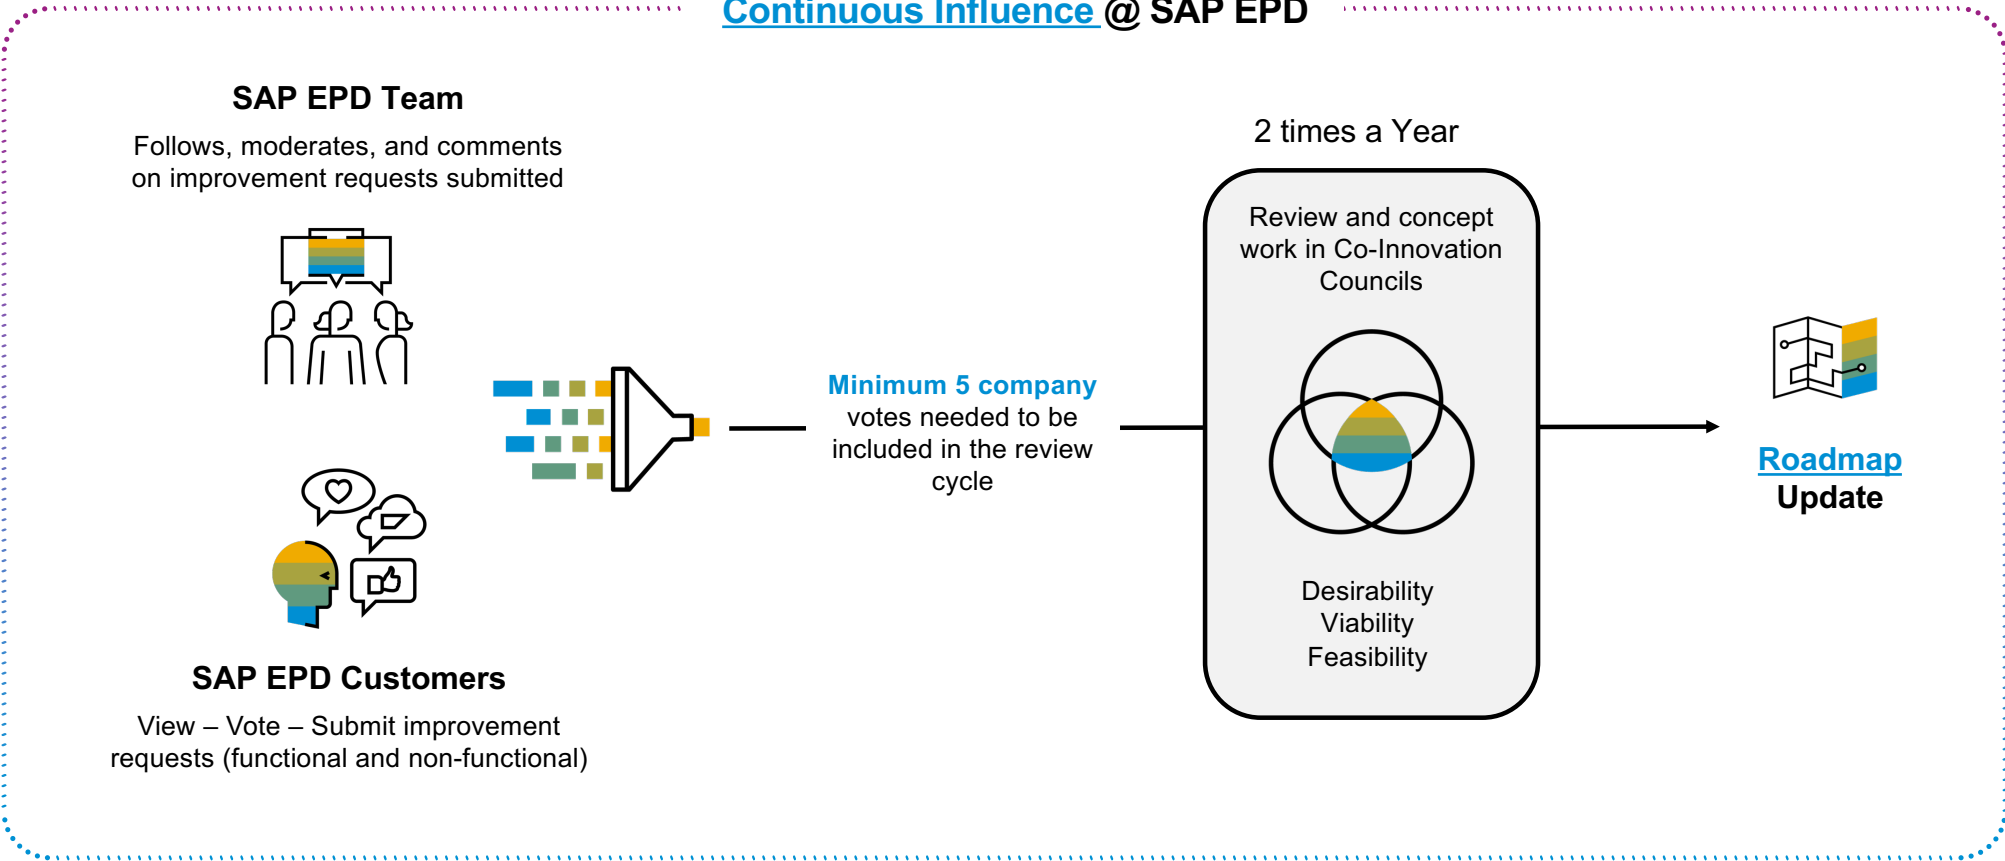 Continuous Influence @ SAP EPD
SAP EPD Team
Follows, moderates, and comments
on improvement requests submitted
SAP EPD Customers
View – Vote – Submit improvement
requests (functional and non-functional)
Minimum 5 company
votes needed to be
included in the review
cycle
2 times a Year
Review and concept
work in Co-Innovation
Councils
Desirability
Viability
Feasibility
Roadmap
Update